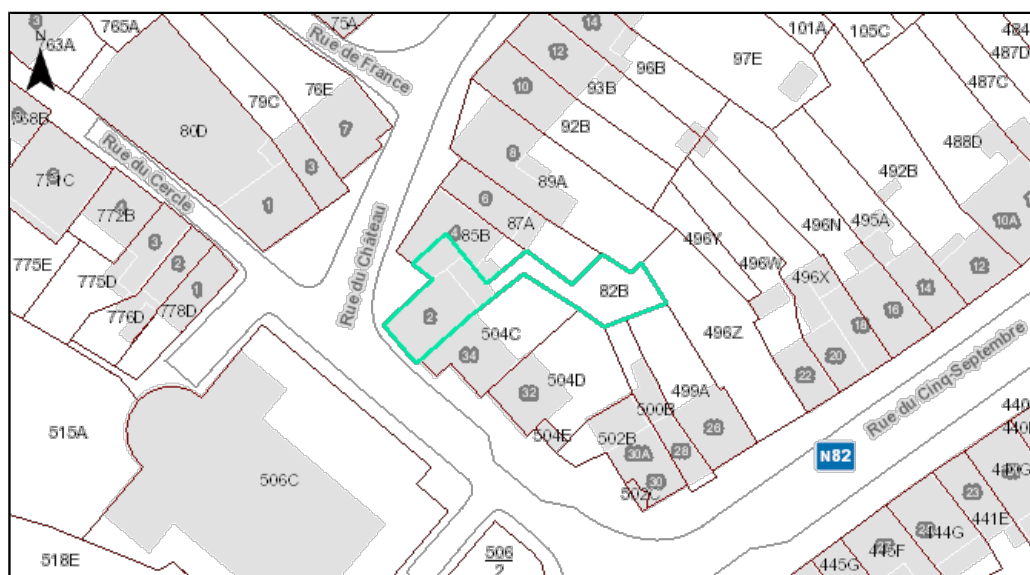 3
N
763A
765A
75A
14
101A
105C
484
487D
Rue de France
12
96B
97E
487C
79C
76E
10
93B
768B
80D
7
92B
488D
Rue du Cercle
3
8
492B
771C
1
89A
4
772B
6
87A
496N
495A
10A
3
4
85B
496Y
775E
2
496W
12
775D
1
Rue du Château
82B
496X
14
776D
778D
2
504C
496Z
18
16
34
20
504D
22
Rue du Cinq-Septembre
32
499A
500B
440
515A
504E
502B
26
440
30A
28
N82
506C
30
502C
23
441E
444G
518E
506
2
445F
445G